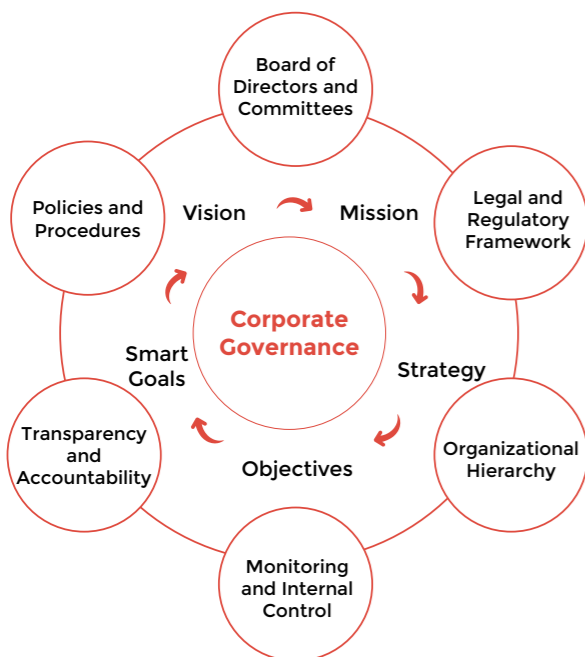 Board of
Directors and
Committees
Policies and
Procedures
Vision
Mission
Legal and
Regulatory
Framework
Corporate
Governance
Smart
Goals
Strategy
Transparency
and
Accountability
Objectives
Organizational
Hierarchy
Monitoring
and Internal
Control